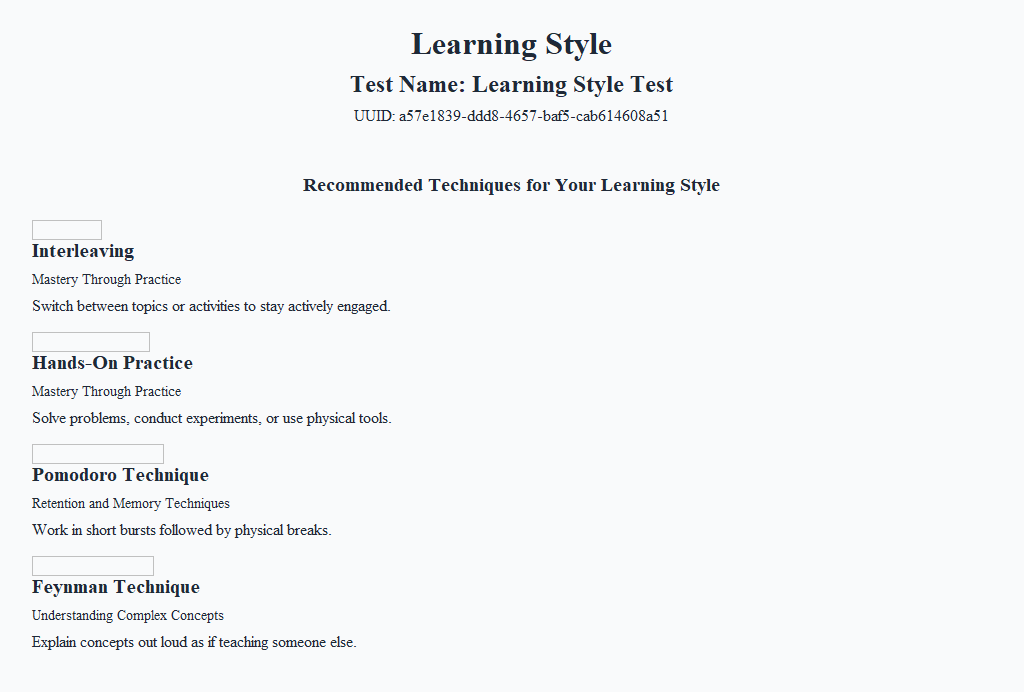 Learning Style
Test Name: Learning Style Test
UUID: a57e1839-ddd8-4657-baf5-cab614608a51
Recommended Techniques for Your Learning Style
Interleaving
Mastery Through Practice
Switch between topics or activities to stay actively engaged.
Hands-On Practice
Mastery Through Practice
Solve problems, conduct experiments, or use physical tools.
Pomodoro Technique
Retention and Memory Techniques
Work in short bursts followed by physical breaks.
Feynman Technique
Understanding Complex Concepts
Explain concepts out loud as if teaching someone else.